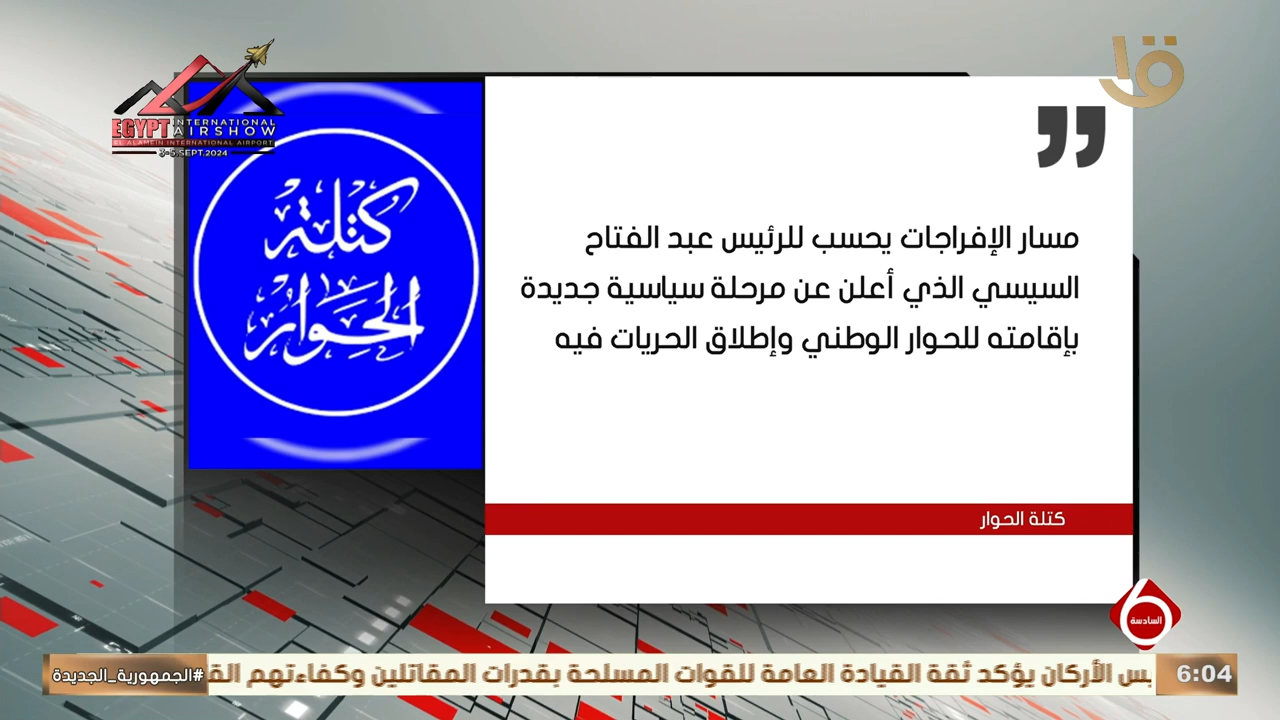 EGYPT INTERNATIONAL
AIRSHOW
EL ALAMEIN INTERNATIONAL AIRPORT
3-5.SEPT.2024
كتلة
الحوار
مسار الإفراجات يحسب للرئيس عبد الفتاح
السيسي الذي أعلن عن مرحلة سياسية جديدة
بإقامته للحوار الوطني وإطلاق الحريات فيه
كتلة الحوار
6
السادسة
الأركان يؤكد ثقة القيادة العامة للقوات المسلحة بقدرات المقاتلين وكفاءتهم
#الجمهورية_الجديدة
6:04